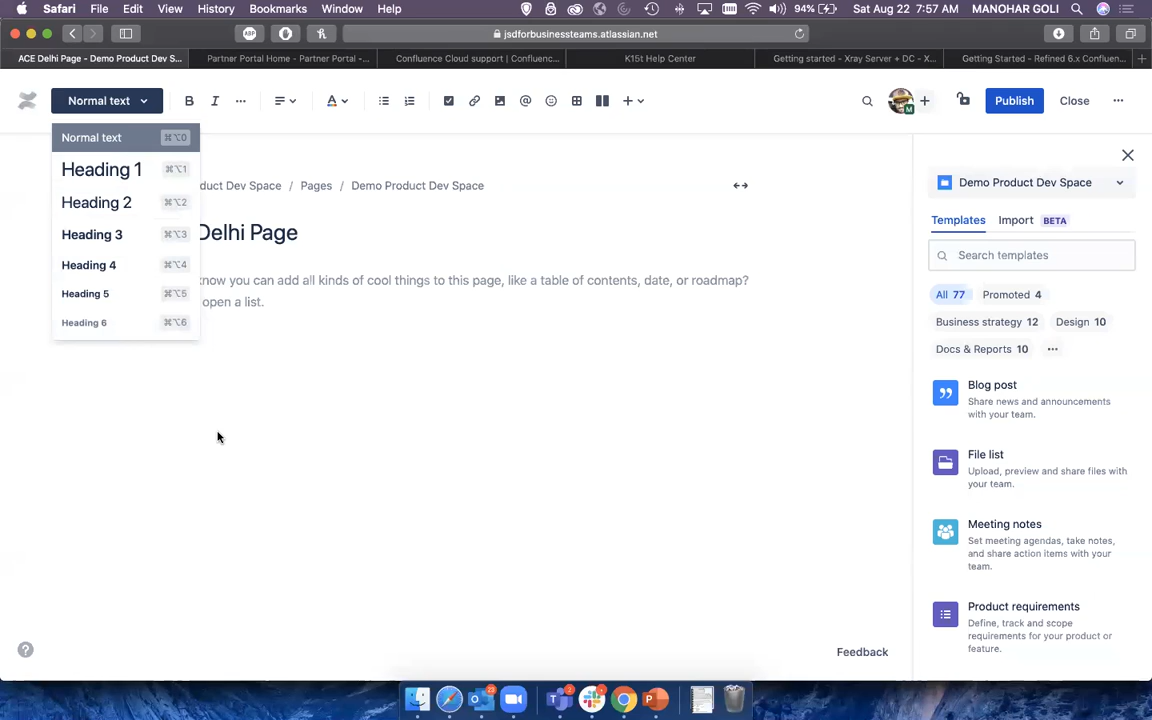 Safari File Edit View History Bookmarks Window Help 94% Sat Aug 22 7:57 AM MANOHAR GOLI
ABP jsdforbusinessteams.atlassian.net
ACE Delhi Page - Demo Product Dev S... Partner Portal Home - Partner Portal -... Confluence Cloud support | Confluenc... K15t Help Center Getting started - Xray Server + DC - X... Getting Started - Refined 6.x Confluen...
Normal text B I A M Publish Close
Normal text ⌘⌥0
Heading 1 ⌘⌥1
Heading 2 ⌘⌥2
Heading 3 ⌘⌥3
Heading 4 ⌘⌥4
Heading 5 ⌘⌥5
Heading 6 ⌘⌥6
duct Dev Space / Pages / Demo Product Dev Space
Delhi Page
know you can add all kinds of cool things to this page, like a table of contents, date, or roadmap?
open a list.
Demo Product Dev Space
Templates Import BETA
Search templates
All 77 Promoted 4
Business strategy 12 Design 10
Docs & Reports 10
Blog post
Share news and announcements
with your team.
File list
Upload, preview and share files with
your team.
Meeting notes
Set meeting agendas, take notes,
and share action items with your
team.
Product requirements
Define, track and scope
requirements for your product or
feature.
Feedback